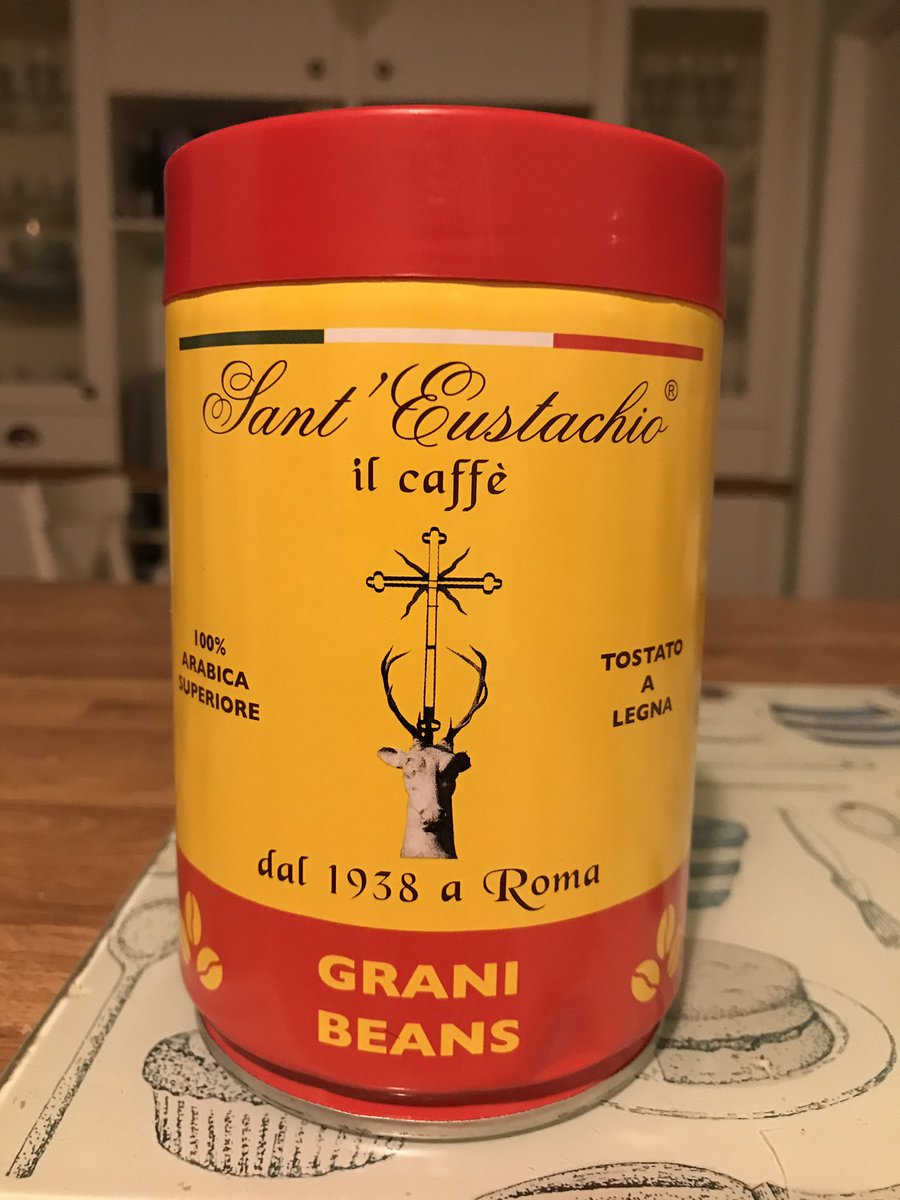 Sant'Eustachio®
il caffè
100%
ARABICA
SUPERIORE
TOSTATO
A
LEGNA
dal 1938 a Roma
GRANI
BEANS